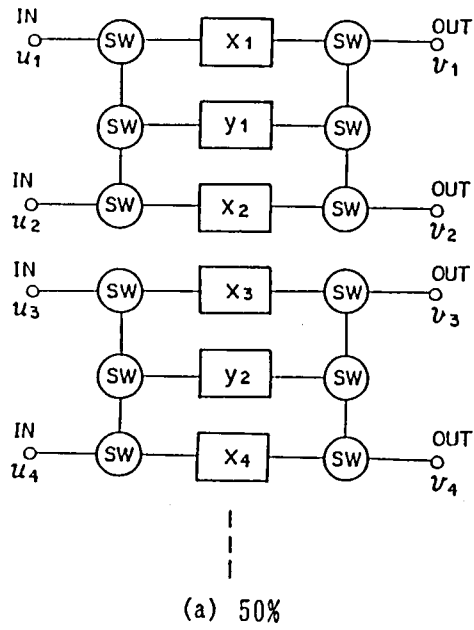 IN SW x1 SW OUT
u1 v1
SW y1 SW
IN SW x2 SW OUT
u2 v2
IN SW x3 SW OUT
u3 v3
SW y2 SW
IN SW x4 SW OUT
u4 v4
(a) 50%